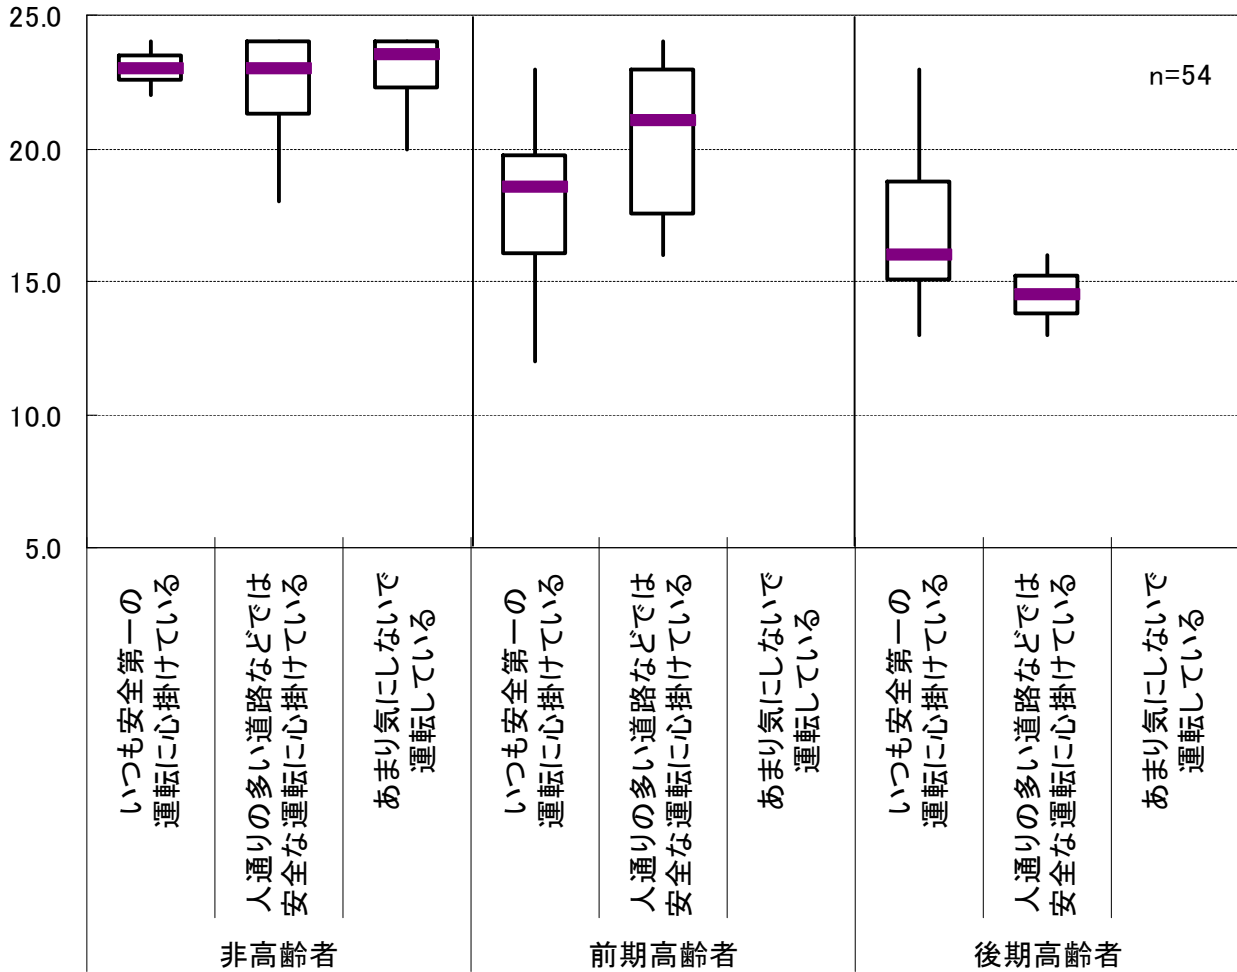 25.0
20.0
15.0
10.0
5.0
n=54
いつも安全第一の
運転に心掛けている
人通りの多い道路などでは
安全な運転に心掛けている
あまり気にしないで
運転している
いつも安全第一の
運転に心掛けている
人通りの多い道路などでは
安全な運転に心掛けている
あまり気にしないで
運転している
いつも安全第一の
運転に心掛けている
人通りの多い道路などでは
安全な運転に心掛けている
あまり気にしないで
運転している
非高齢者
前期高齢者
後期高齢者